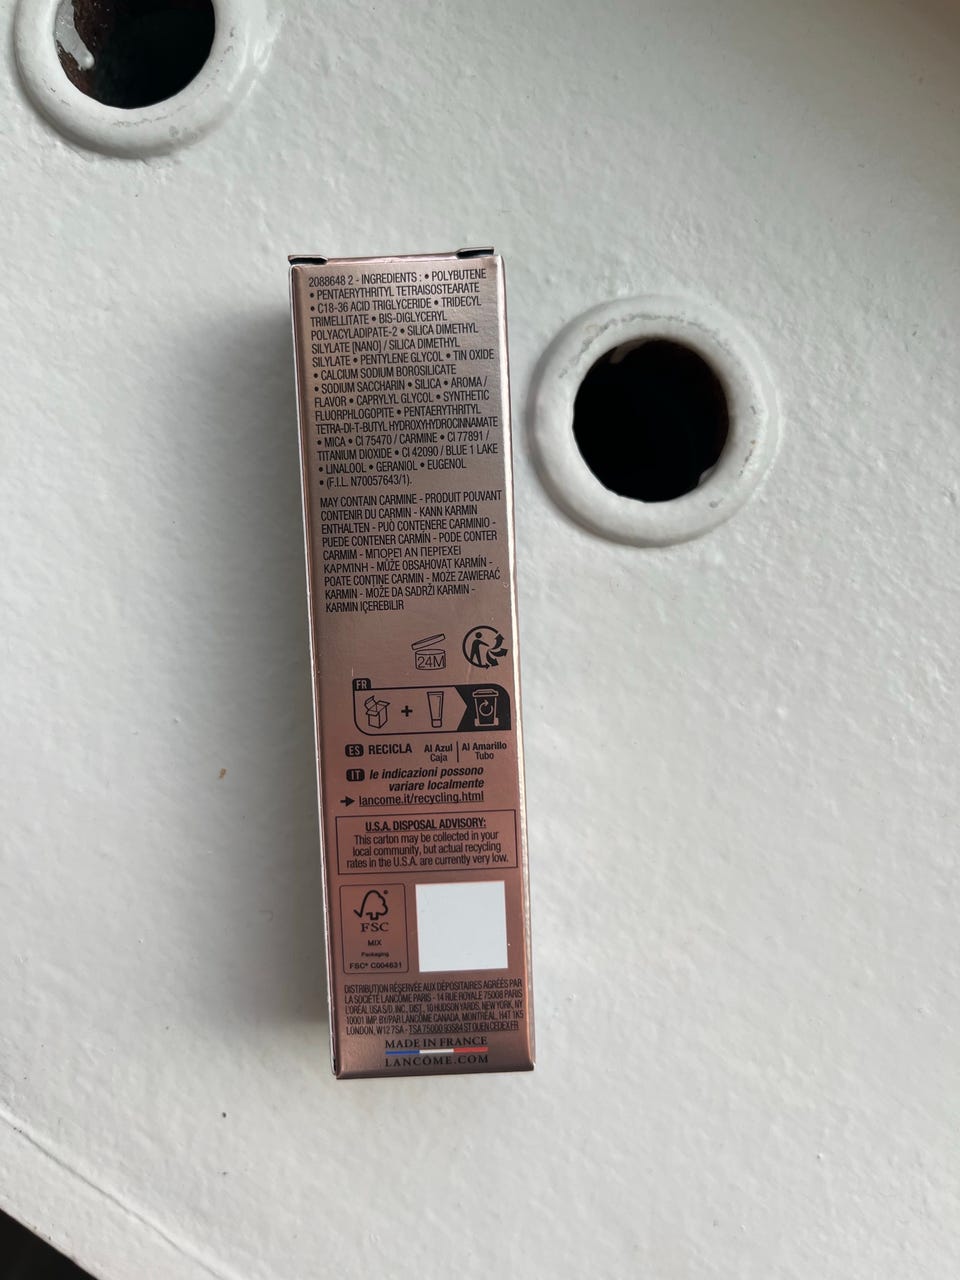 2088648 2 - INGREDIENTS : • POLYBUTENE
• PENTAERYTHRITYL TETRAISOSTEARATE
• C18-36 ACID TRIGLYCERIDE • TRIDECYL
TRIMELLITATE • BIS-DIGLYCERYL
POLYACYLADIPATE-2 • SILICA DIMETHYL
SILYLATE [NANO] / SILICA DIMETHYL
SILYLATE • PENTYLENE GLYCOL • TIN OXIDE
• CALCIUM SODIUM BOROSILICATE
• SODIUM SACCHARIN • SILICA • AROMA /
FLAVOR • CAPRYLYL GLYCOL • SYNTHETIC
FLUORPHLOGOPITE • PENTAERYTHRITYL
TETRA-DI-T-BUTYL HYDROXYHYDROCINNAMATE
• MICA • CI 75470 / CARMINE • CI 77891 /
TITANIUM DIOXIDE • CI 42090 / BLUE 1 LAKE
• LINALOOL • GERANIOL • EUGENOL
• (F.I.L. N70057643/1).
MAY CONTAIN CARMINE - PRODUIT POUVANT
CONTENIR DU CARMIN - KANN KARMIN
ENTHALTEN - PUÒ CONTENERE CARMINIO -
PUEDE CONTENER CARMÍN - PODE CONTER
CARMIM - ΜΠΟΡΕΊ ΑΝ ΠΕΡΙΈΧΕΙ
ΚΑΡΜΊΝΗ - MŮŽE OBSAHOVAT KARMÍN -
POATE CONȚINE CARMIN - MOŻE ZAWIERAĆ
KARMIN - MOŽE DA SADRŽI KARMIN -
KARMİN İÇEREBİLİR
24M
FR
ES RECICLA Al Azul Caja | Al Amarillo Tubo
IT le indicazioni possono
variare localmente
lancome.it/recycling.html
U.S.A. DISPOSAL ADVISORY:
This carton may be collected in your
local community, but actual recycling
rates in the U.S.A. are currently very low.
FSC®
MIX
Packaging
FSC® C004631
DISTRIBUTION RÉSERVÉE AUX DÉPOSITAIRES AGRÉÉS PAR
LA SOCIÉTÉ LANCÔME PARIS - 14 RUE ROYALE 75008 PARIS
L'ORÉAL USA S/D, INC., DIST., 10 HUDSON YARDS, NEW YORK, NY
10001 IMP. BY/PAR LANCÔME CANADA, MONTRÉAL, H4T 1K5
LONDON, W12 7SA - TSA 75000 93584 ST OUEN CEDEX FR
MADE IN FRANCE
LANCÔME.COM